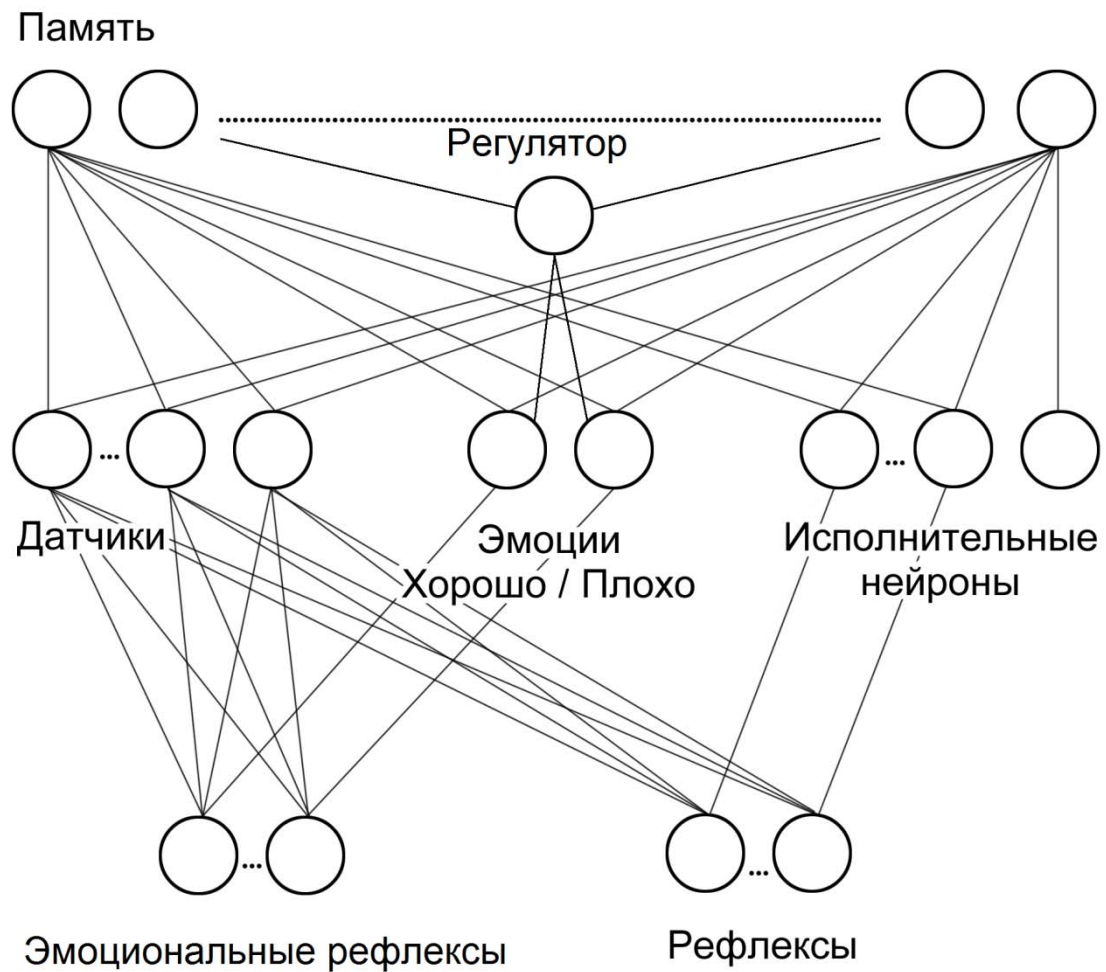 Память
Регулятор
Датчики
Эмоции
Хорошо / Плохо
Исполнительные
нейроны
Эмоциональные рефлексы
Рефлексы